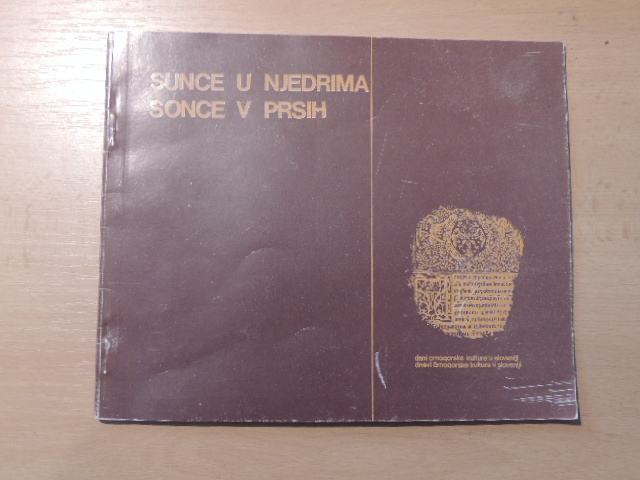 SUNCE U NJEDRIMA
SONCE V PRSIH
dani crnogorske kulture u sloveniji
dnevi črnogorske kulture v sloveniji